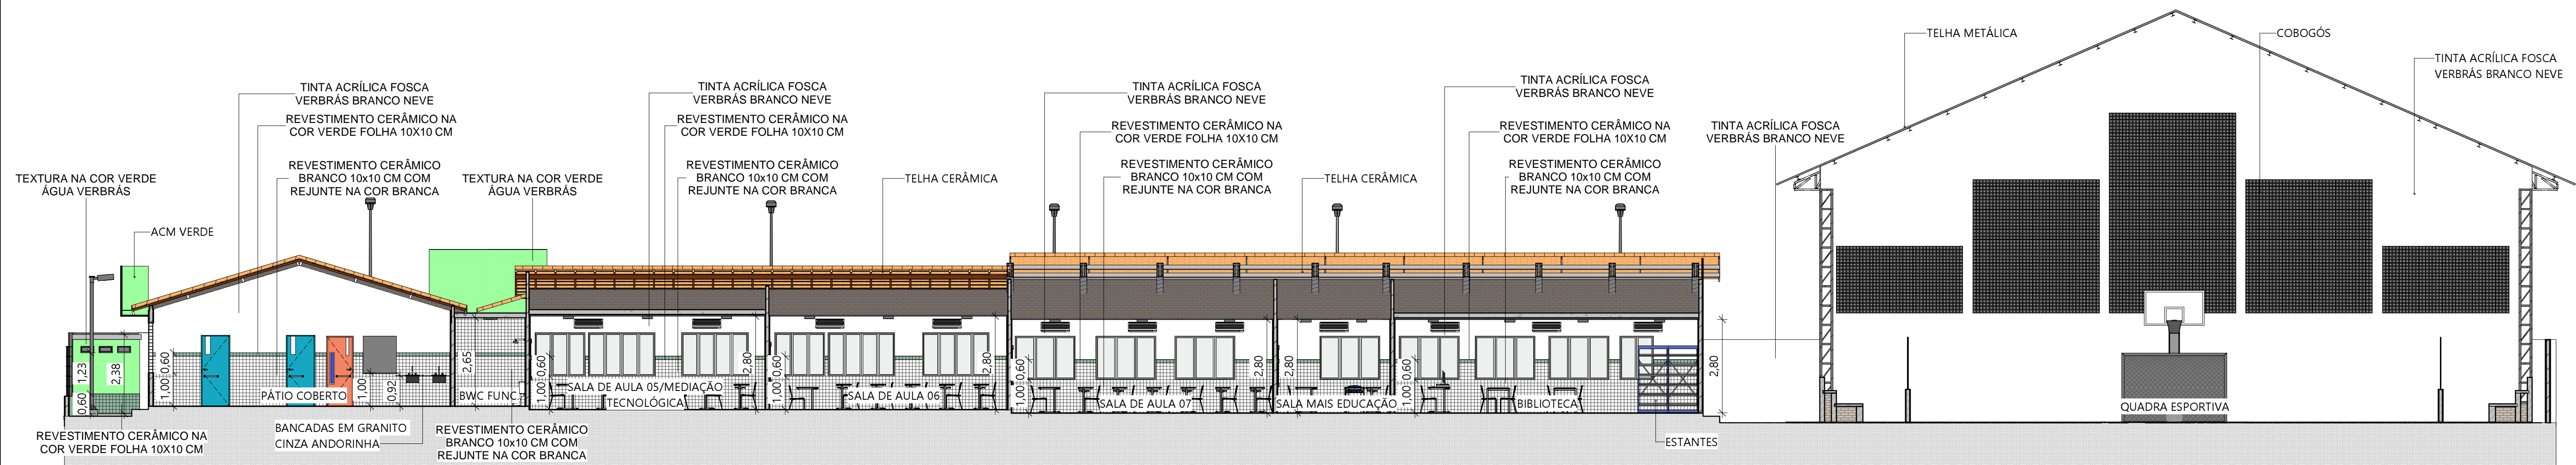 TELHA METÁLICA
COBOGÓS
TINTA ACRÍLICA FOSCA
VERBRÁS BRANCO NEVE
TINTA ACRÍLICA FOSCA
VERBRÁS BRANCO NEVE
REVESTIMENTO CERÂMICO NA
COR VERDE FOLHA 10X10 CM
REVESTIMENTO CERÂMICO
BRANCO 10x10 CM COM
REJUNTE NA COR BRANCA
TEXTURA NA COR VERDE
ÁGUA VERBRÁS
ACM VERDE
TEXTURA NA COR VERDE
ÁGUA VERBRÁS
TINTA ACRÍLICA FOSCA
VERBRÁS BRANCO NEVE
REVESTIMENTO CERÂMICO NA
COR VERDE FOLHA 10X10 CM
REVESTIMENTO CERÂMICO
BRANCO 10x10 CM COM
REJUNTE NA COR BRANCA
TELHA CERÂMICA
TINTA ACRÍLICA FOSCA
VERBRÁS BRANCO NEVE
REVESTIMENTO CERÂMICO NA
COR VERDE FOLHA 10X10 CM
REVESTIMENTO CERÂMICO
BRANCO 10x10 CM COM
REJUNTE NA COR BRANCA
TELHA CERÂMICA
TINTA ACRÍLICA FOSCA
VERBRÁS BRANCO NEVE
REVESTIMENTO CERÂMICO NA
COR VERDE FOLHA 10X10 CM
REVESTIMENTO CERÂMICO
BRANCO 10x10 CM COM
REJUNTE NA COR BRANCA
TINTA ACRÍLICA FOSCA
VERBRÁS BRANCO NEVE
0,60
1,23
2,38
1,00
0,60
PÁTIO COBERTO
1,00
0,92
2,65
BWC FUNC.
1,00
0,60
SALA DE AULA 05/MEDIAÇÃO
TECNOLÓGICA
2,80
1,00
0,60
SALA DE AULA 06
2,80
1,00
0,60
SALA DE AULA 07
2,80
2,80
SALA MAIS EDUCAÇÃO
1,00
0,60
BIBLIOTECA
2,80
QUADRA ESPORTIVA
REVESTIMENTO CERÂMICO NA
COR VERDE FOLHA 10X10 CM
BANCADAS EM GRANITO
CINZA ANDORINHA
REVESTIMENTO CERÂMICO
BRANCO 10x10 CM COM
REJUNTE NA COR BRANCA
ESTANTES